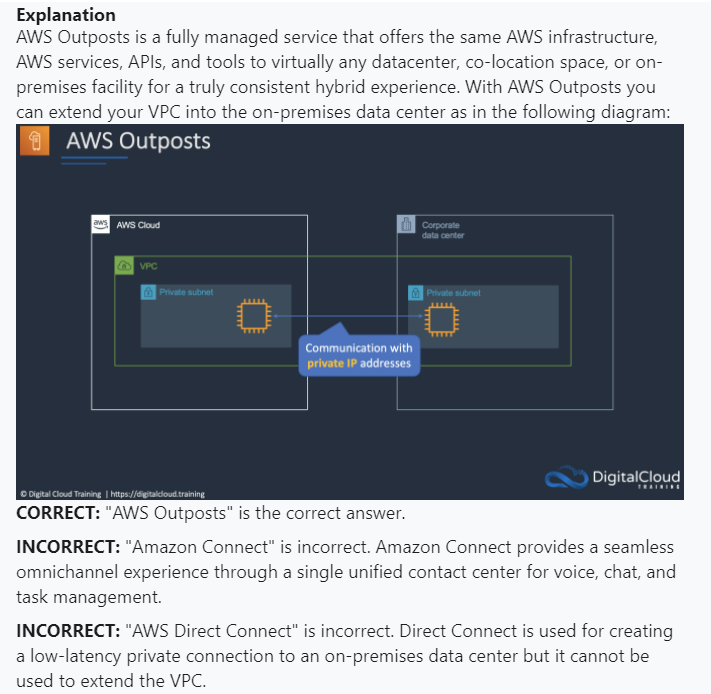 Explanation
AWS Outposts is a fully managed service that offers the same AWS infrastructure,
AWS services, APIs, and tools to virtually any datacenter, co-location space, or on-
premises facility for a truly consistent hybrid experience. With AWS Outposts you
can extend your VPC into the on-premises data center as in the following diagram:
AWS Outposts
aws
AWS Cloud
Corporate
data center
VPC
Private subnet
Private subnet
Communication with
private IP addresses
DigitalCloud
TRAINING
© Digital Cloud Training | https://digitalcloud.training
CORRECT: "AWS Outposts" is the correct answer.
INCORRECT: "Amazon Connect" is incorrect. Amazon Connect provides a seamless
omnichannel experience through a single unified contact center for voice, chat, and
task management.
INCORRECT: "AWS Direct Connect" is incorrect. Direct Connect is used for creating
a low-latency private connection to an on-premises data center but it cannot be
used to extend the VPC.